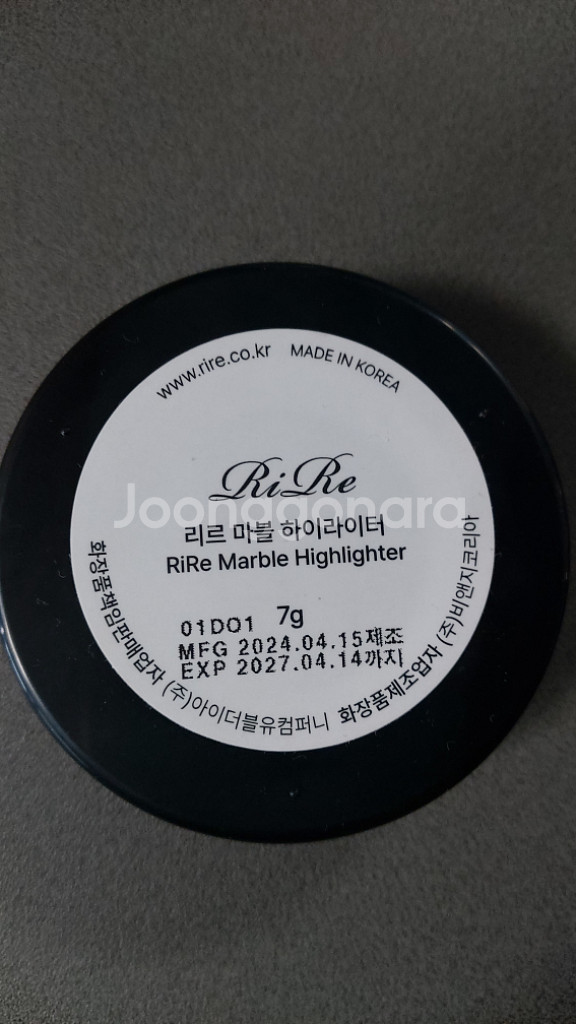 www.rire.co.kr MADE IN KOREA
RiRe
Joongonara
리르 마블 하이라이터
RiRe Marble Highlighter
01D01 7g
MFG 2024.04.15제조
EXP 2027.04.14까지
화장품책임판매업자 (주)아이더블유컴퍼니 화장품제조업자 (주)비앤지코리아